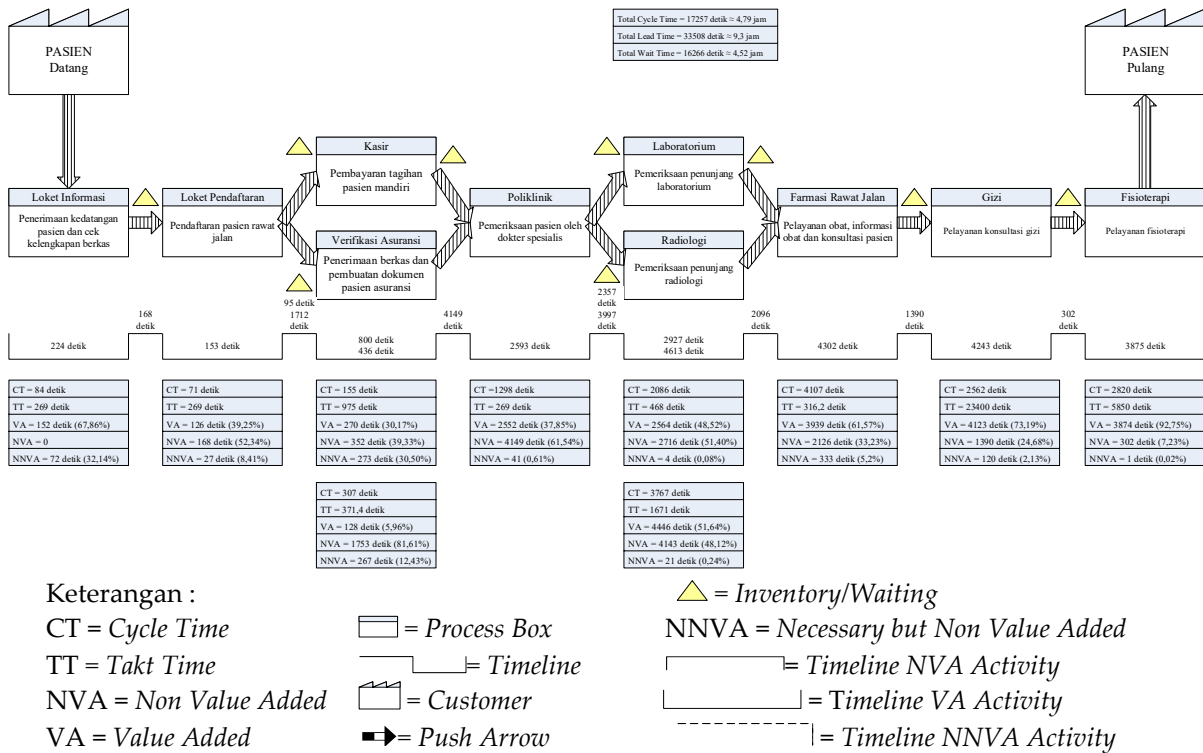 Total Cycle Time = 17257 detik ≈ 4,79 jam
Total Lead Time = 33508 detik ≈ 9,3 jam
Total Wait Time = 16266 detik ≈ 4,52 jam
PASIEN
Datang
PASIEN
Pulang
Loket Informasi
Penerimaan kedatangan
pasien dan cek
kelengkapan berkas
Loket Pendaftaran
Pendaftaran pasien rawat
jalan
Kasir
Pembayaran tagihan
pasien mandiri
Verifikasi Asuransi
Penerimaan berkas dan
pembuatan dokumen
pasien asuransi
Poliklinik
Pemeriksaan pasien oleh
dokter spesialis
Laboratorium
Pemeriksaan penunjang
laboratorium
Radiologi
Pemeriksaan penunjang
radiologi
Farmasi Rawat Jalan
Pelayanan obat, informasi
obat dan konsultasi pasien
Gizi
Pelayanan konsultasi gizi
Fisioterapi
Pelayanan fisioterapi
224 detik
168
detik
153 detik
95 detik
1712
detik
800 detik
436 detik
4149
detik
2593 detik
2357
detik
3997
detik
2927 detik
4613 detik
2096
detik
4302 detik
1390
detik
4243 detik
302
detik
3875 detik
CT = 84 detik
TT = 269 detik
VA = 152 detik (67,86%)
NVA = 0
NNVA = 72 detik (32,14%)
CT = 71 detik
TT = 269 detik
VA = 126 detik (39,25%)
NVA = 168 detik (52,34%)
NNVA = 27 detik (8,41%)
CT = 155 detik
TT = 975 detik
VA = 270 detik (30,17%)
NVA = 352 detik (39,33%)
NNVA = 273 detik (30,50%)
CT =1298 detik
TT = 269 detik
VA = 2552 detik (37,85%)
NVA = 4149 detik (61,54%)
NNVA = 41 (0,61%)
CT = 2086 detik
TT = 468 detik
VA = 2564 detik (48,52%)
NVA = 2716 detik (51,40%)
NNVA = 4 detik (0,08%)
CT = 4107 detik
TT = 316,2 detik
VA = 3939 detik (61,57%)
NVA = 2126 detik (33,23%)
NNVA = 333 detik (5,2%)
CT = 2562 detik
TT = 23400 detik
VA = 4123 detik (73,19%)
NVA = 1390 detik (24,68%)
NNVA = 120 detik (2,13%)
CT = 2820 detik
TT = 5850 detik
VA = 3874 detik (92,75%)
NVA = 302 detik (7,23%)
NNVA = 1 detik (0,02%)
CT = 307 detik
TT = 371,4 detik
VA = 128 detik (5,96%)
NVA = 1753 detik (81,61%)
NNVA = 267 detik (12,43%)
CT = 3767 detik
TT = 1671 detik
VA = 4446 detik (51,64%)
NVA = 4143 detik (48,12%)
NNVA = 21 detik (0,24%)
Keterangan :
CT = Cycle Time
TT = Takt Time
NVA = Non Value Added
VA = Value Added
= Process Box
= Timeline
= Customer
= Push Arrow
= Inventory/Waiting
NNVA = Necessary but Non Value Added
= Timeline NVA Activity
= Timeline VA Activity
= Timeline NNVA Activity